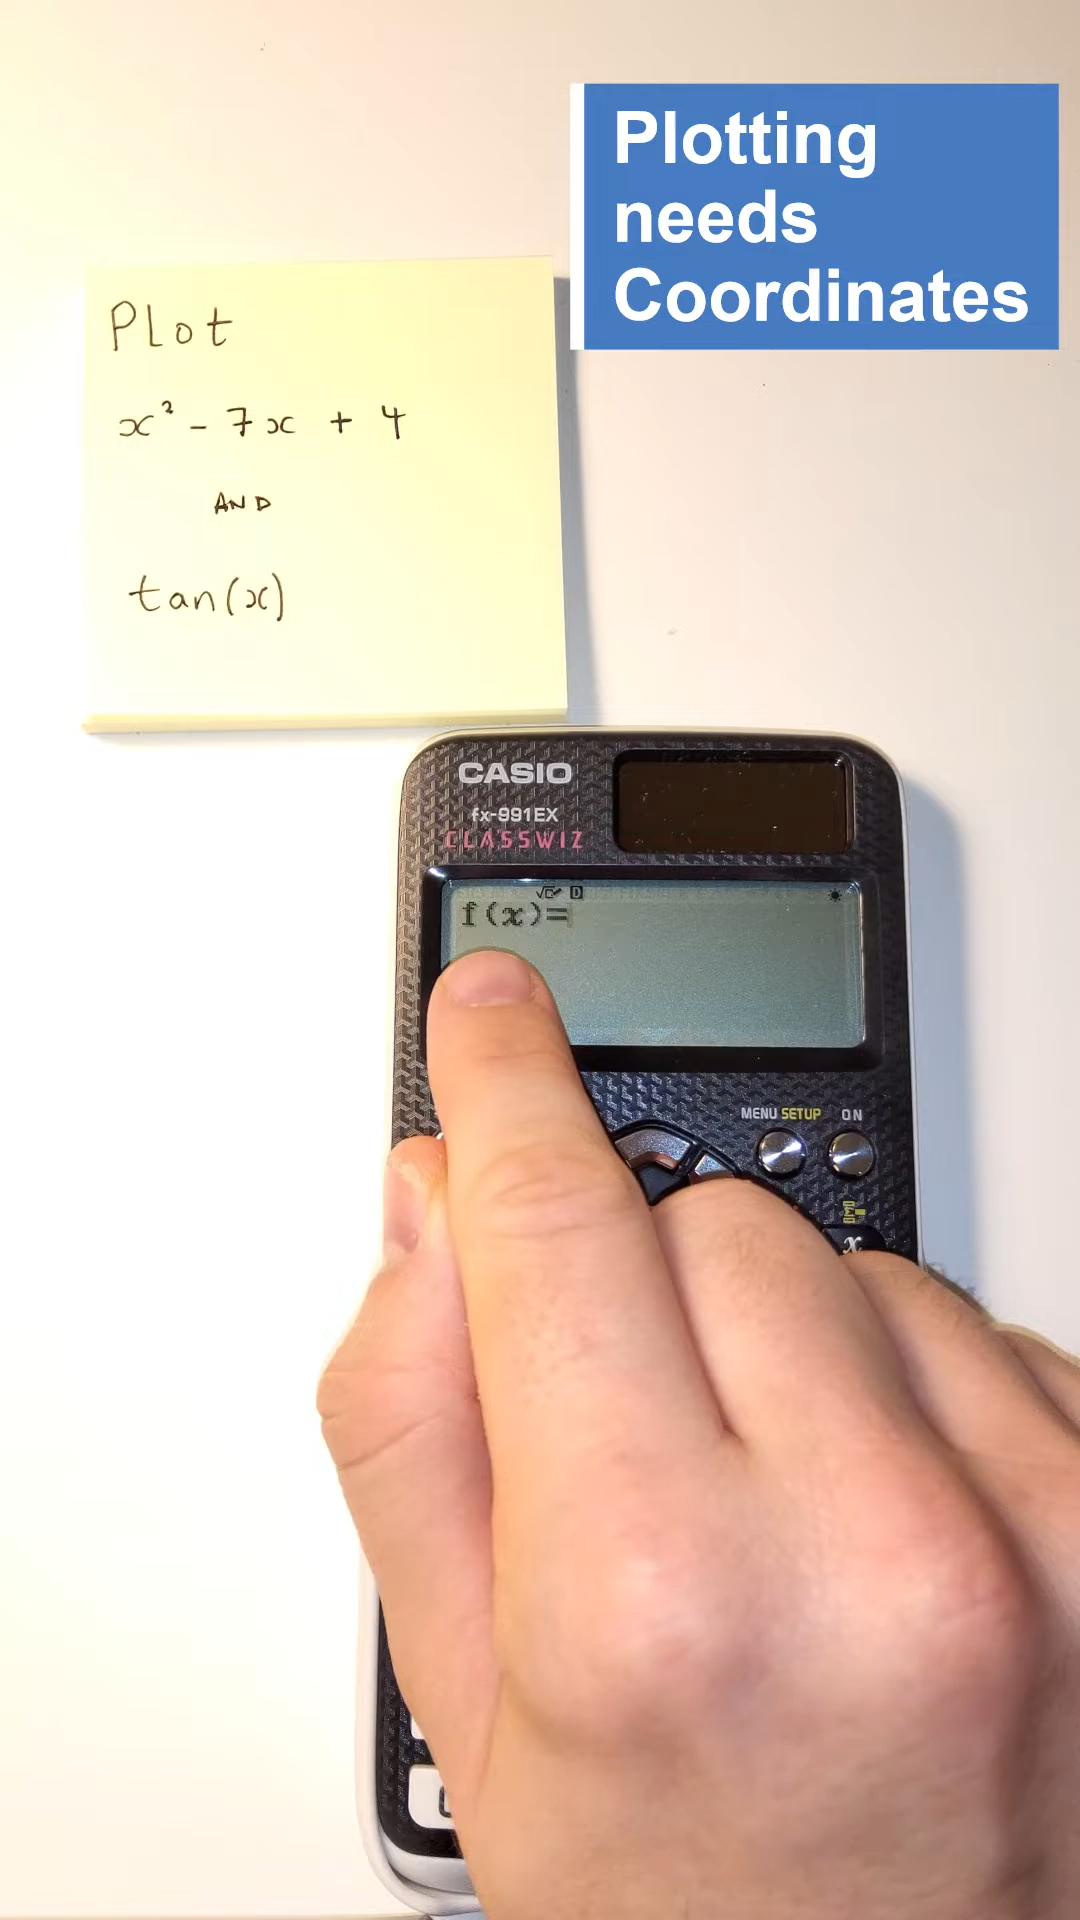 Plotting
needs
Coordinates
PLot
x² - 7x + 4
AND
tan(x)
CASIO
fx-991EX
CLASSWIZ
√▫⁄ D
f(x)=
MENU SETUP ON
x